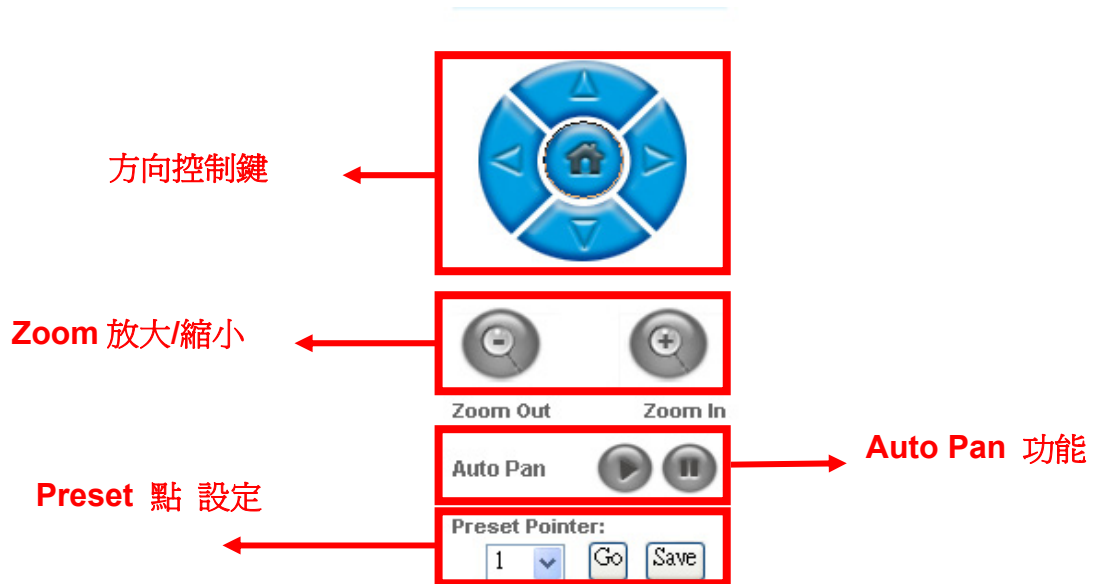 方向控制鍵
Zoom 放大/縮小
Zoom Out Zoom In
Auto Pan
Auto Pan 功能
Preset 點 設定
Preset Pointer:
1 Go Save